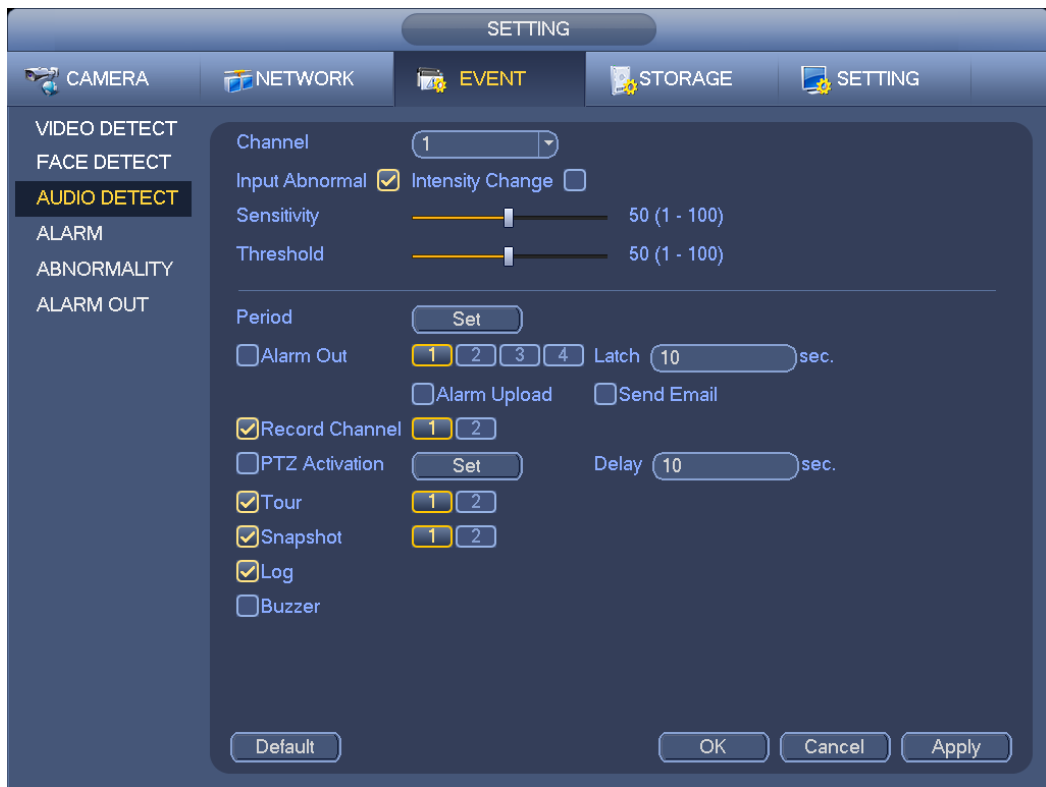 SETTING
CAMERA NETWORK EVENT STORAGE SETTING
VIDEO DETECT
FACE DETECT
AUDIO DETECT
ALARM
ABNORMALITY
ALARM OUT
Channel 1
Input Abnormal Intensity Change
Sensitivity 50 (1 - 100)
Threshold 50 (1 - 100)
Period Set
Alarm Out 1 2 3 4 Latch 10 sec.
Alarm Upload Send Email
Record Channel 1 2
PTZ Activation Set Delay 10 sec.
Tour 1 2
Snapshot 1 2
Log
Buzzer
Default OK Cancel Apply